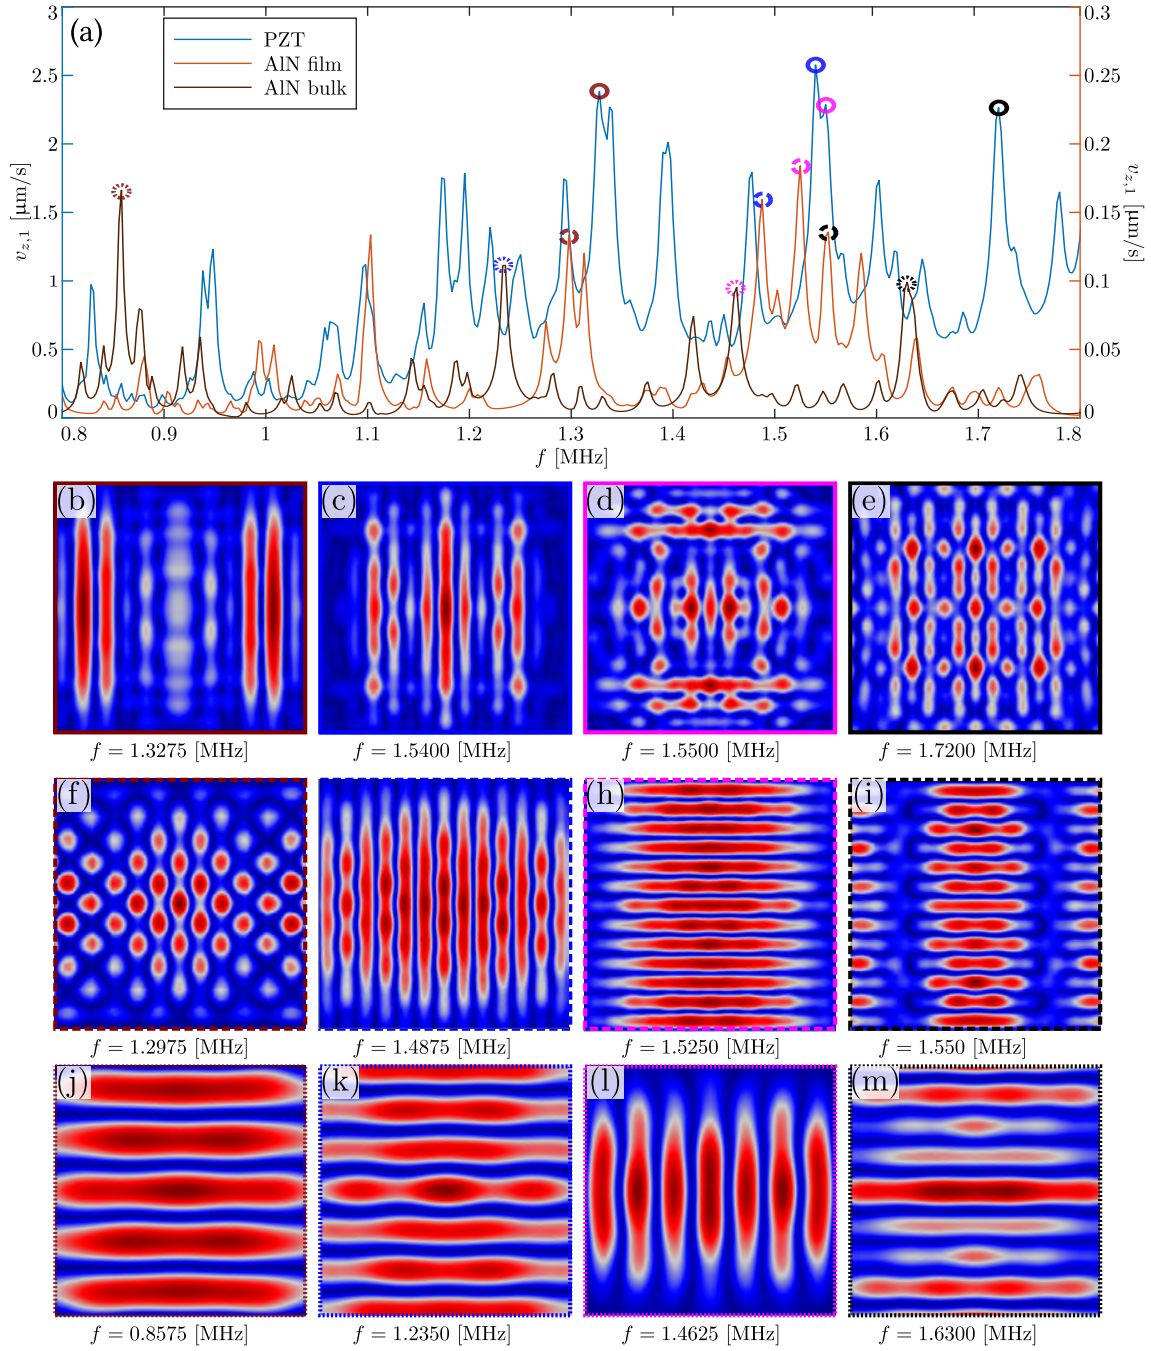 (a)
PZT
AlN film
AlN bulk
3
2.5
2
1.5
1
0.5
0
0.3
0.25
0.2
0.15
0.1
0.05
0
v_{z,1} [μm/s]
v_{z,1} [μm/s]
0.8 0.9 1 1.1 1.2 1.3 1.4 1.5 1.6 1.7 1.8
f [MHz]
(b) (c) (d) (e)
f = 1.3275 [MHz] f = 1.5400 [MHz] f = 1.5500 [MHz] f = 1.7200 [MHz]
(f) (h) (i)
f = 1.2975 [MHz] f = 1.4875 [MHz] f = 1.5250 [MHz] f = 1.550 [MHz]
(j) (k) (l) (m)
f = 0.8575 [MHz] f = 1.2350 [MHz] f = 1.4625 [MHz] f = 1.6300 [MHz]